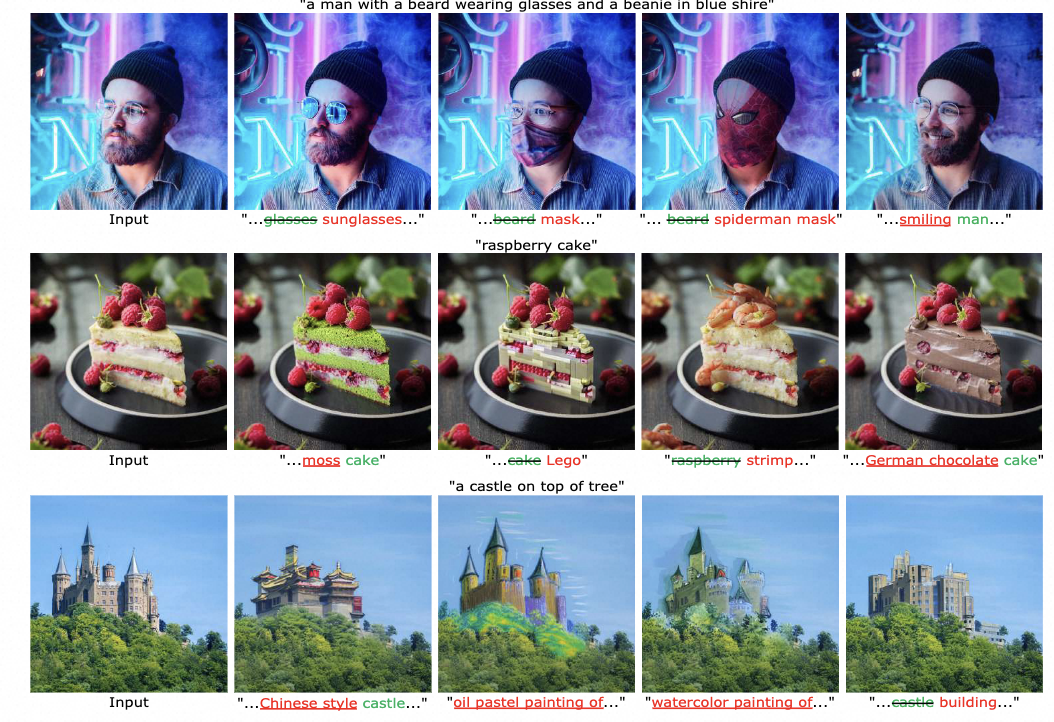 "a man with a beard wearing glasses and a beanie in blue shire"
Input
"...glasses sunglasses..."
"...beard mask..."
"... beard spiderman mask"
"...smiling man..."
"raspberry cake"
Input
"...moss cake"
"...cake Lego"
"raspberry strimp..."
"...German chocolate cake"
"a castle on top of tree"
Input
"...Chinese style castle..."
"oil pastel painting of..."
"watercolor painting of..."
"...castle building..."